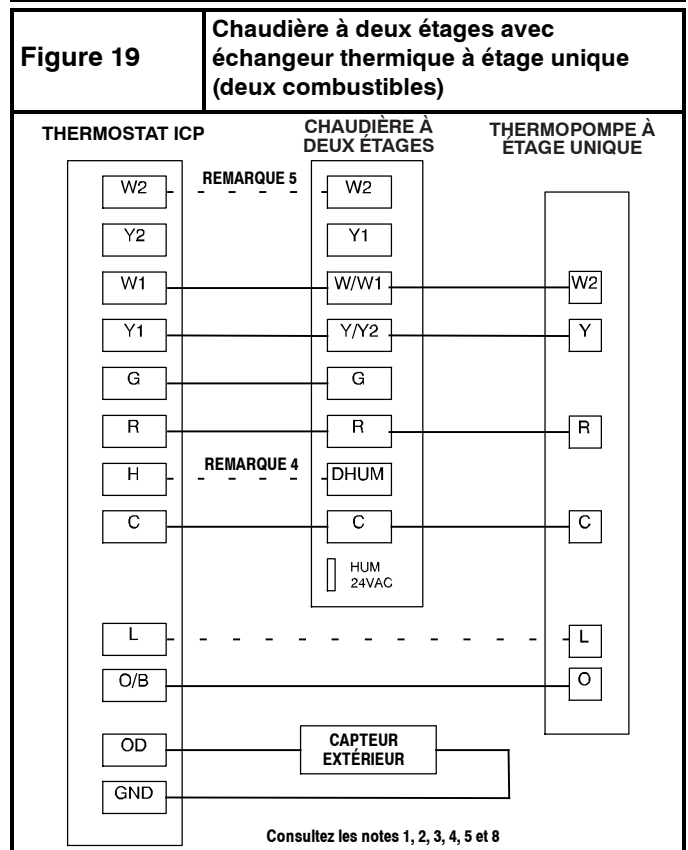 Figure 19
Chaudière à deux étages avec
échangeur thermique à étage unique
(deux combustibles)
THERMOSTAT ICP
CHAUDIÈRE À
DEUX ÉTAGES
THERMOPOMPE À
ÉTAGE UNIQUE
W2 REMARQUE 5 W2
Y2 Y1
W1 W/W1 W2
Y1 Y/Y2 Y
G G
R R R
H REMARQUE 4 DHUM
C C C
HUM
24VAC
L L
O/B O
OD CAPTEUR
EXTÉRIEUR
GND
Consultez les notes 1, 2, 3, 4, 5 et 8